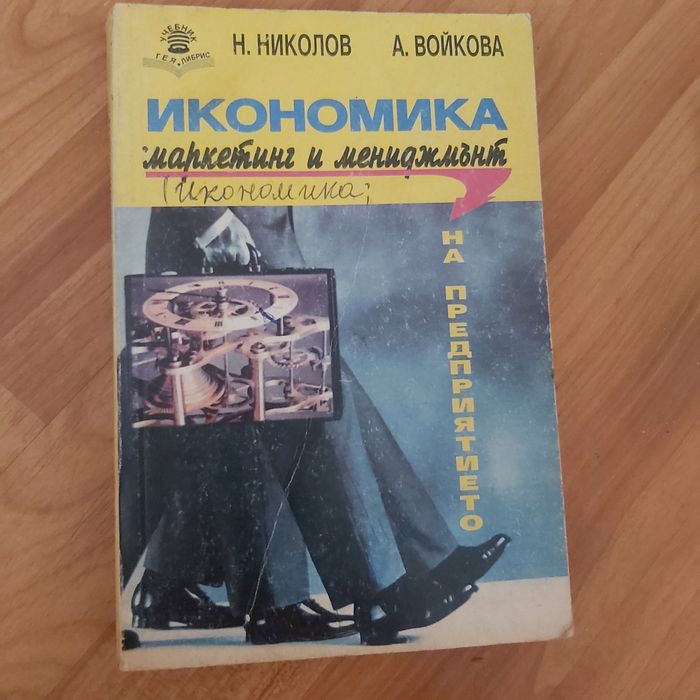 УЧЕБНИК
ГЕЯ • ЛИБРИС
Н. НИКОЛОВ А. ВОЙКОВА
ИКОНОМИКА
маркетинг и мениджмънт
(икономика;
НА ПРЕДПРИЯТИЕТО